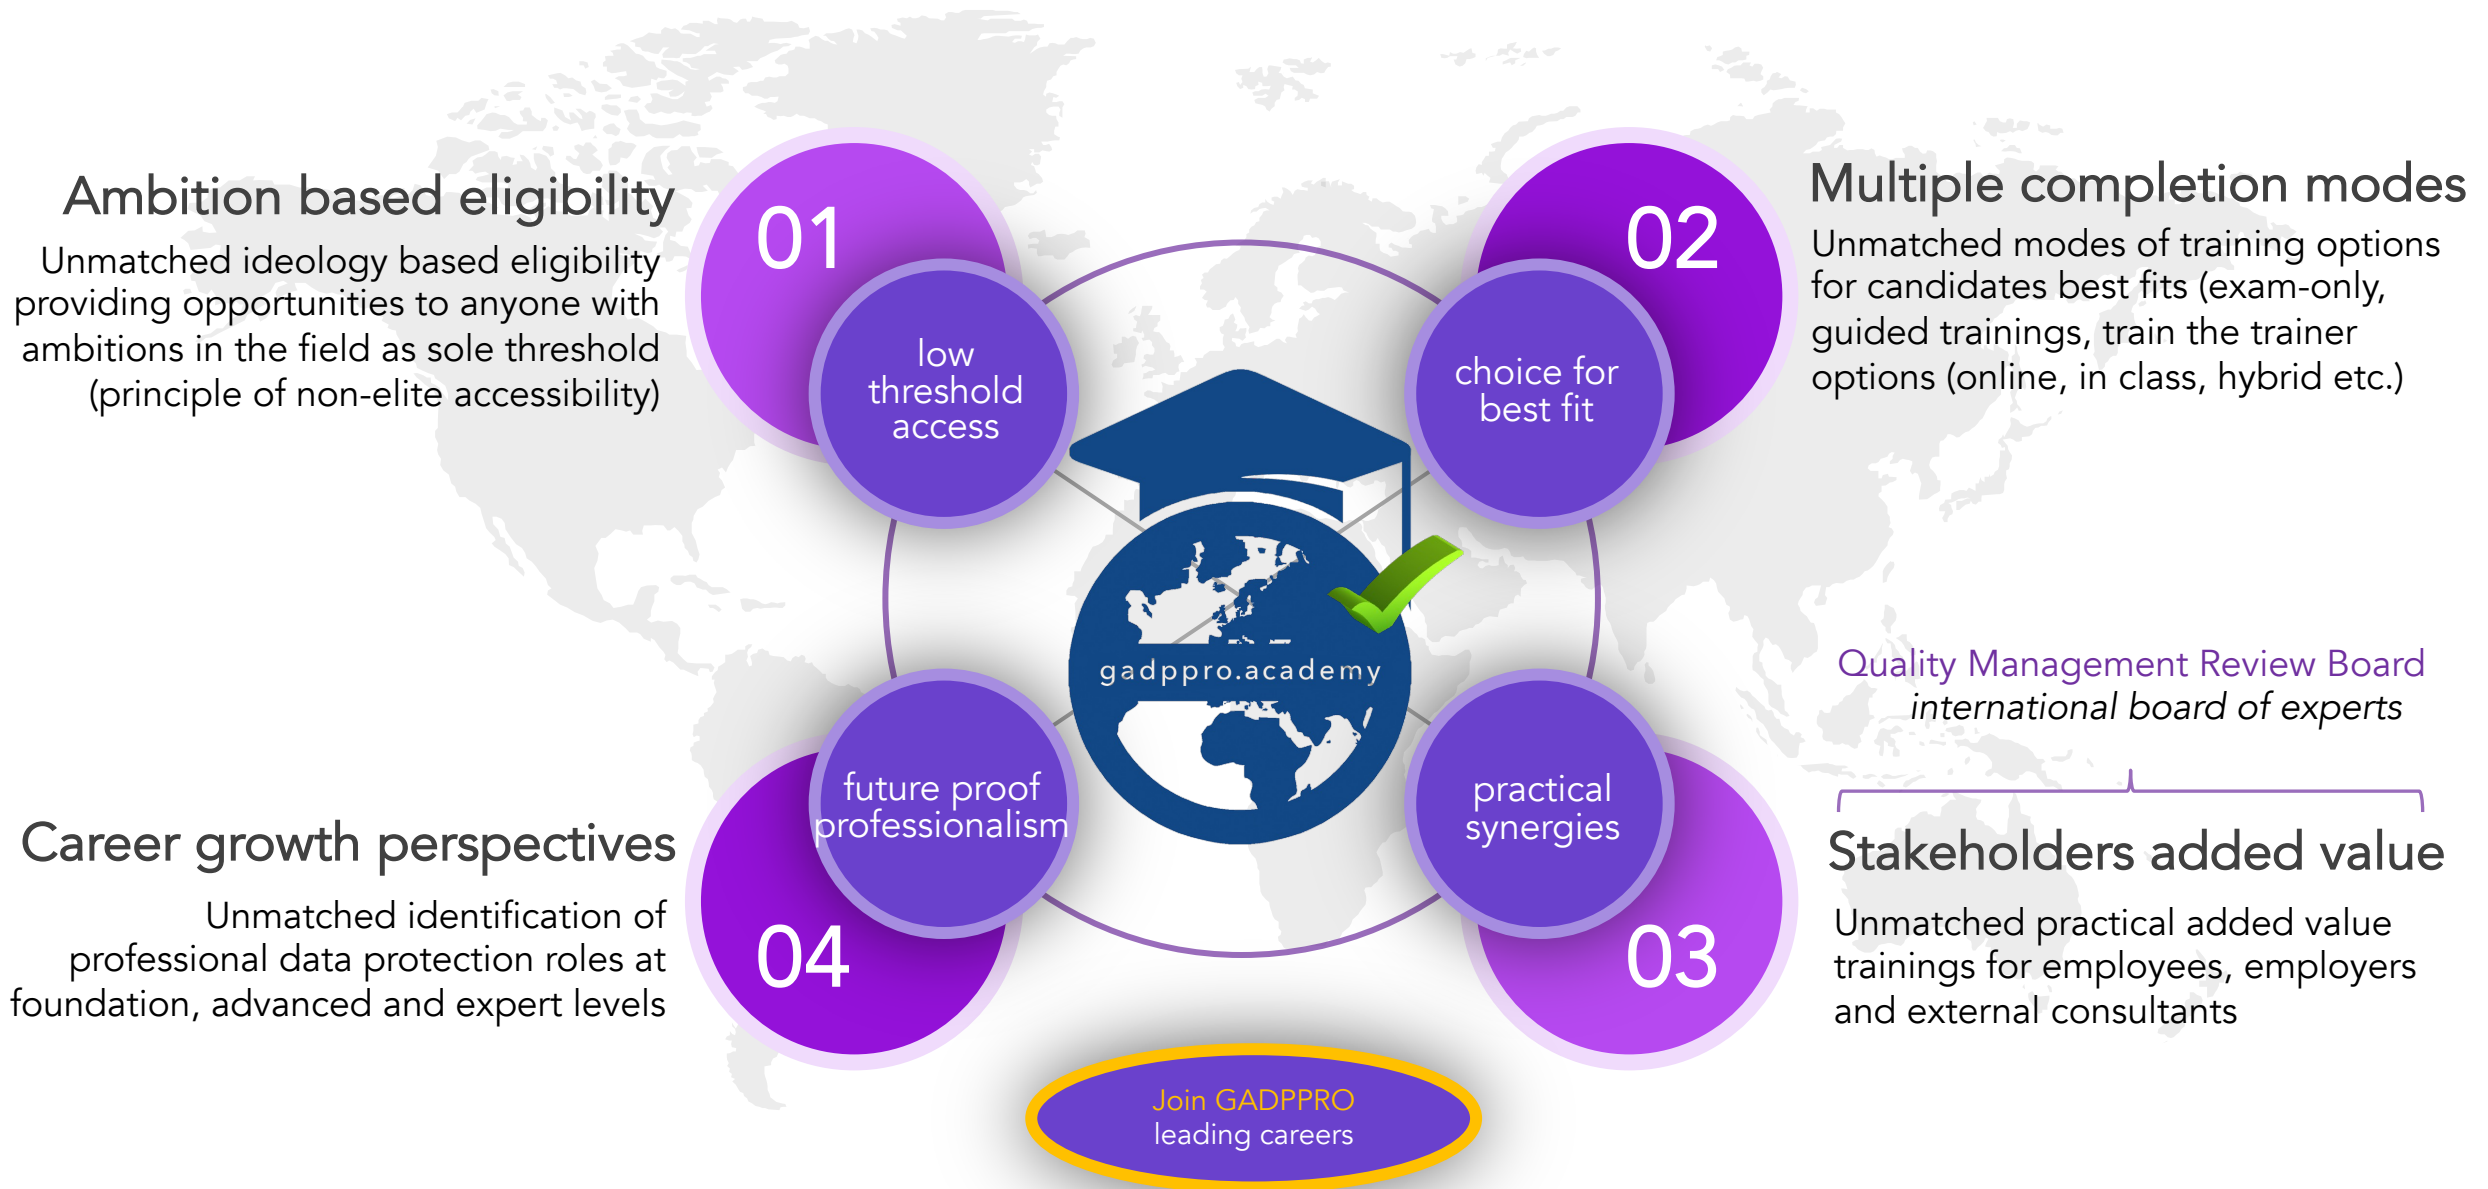 Ambition based eligibility
Unmatched ideology based eligibility
providing opportunities to anyone with
ambitions in the field as sole threshold
(principle of non-elite accessibility)
01
low
threshold
access
02
choice for
best fit
Multiple completion modes
Unmatched modes of training options
for candidates best fits (exam-only,
guided trainings, train the trainer
options (online, in class, hybrid etc.)
gadppro.academy
Quality Management Review Board
international board of experts
Stakeholders added value
Unmatched practical added value
trainings for employees, employers
and external consultants
practical
synergies
03
future proof
professionalism
04
Career growth perspectives
Unmatched identification of
professional data protection roles at
foundation, advanced and expert levels
Join GADPPRO
leading careers